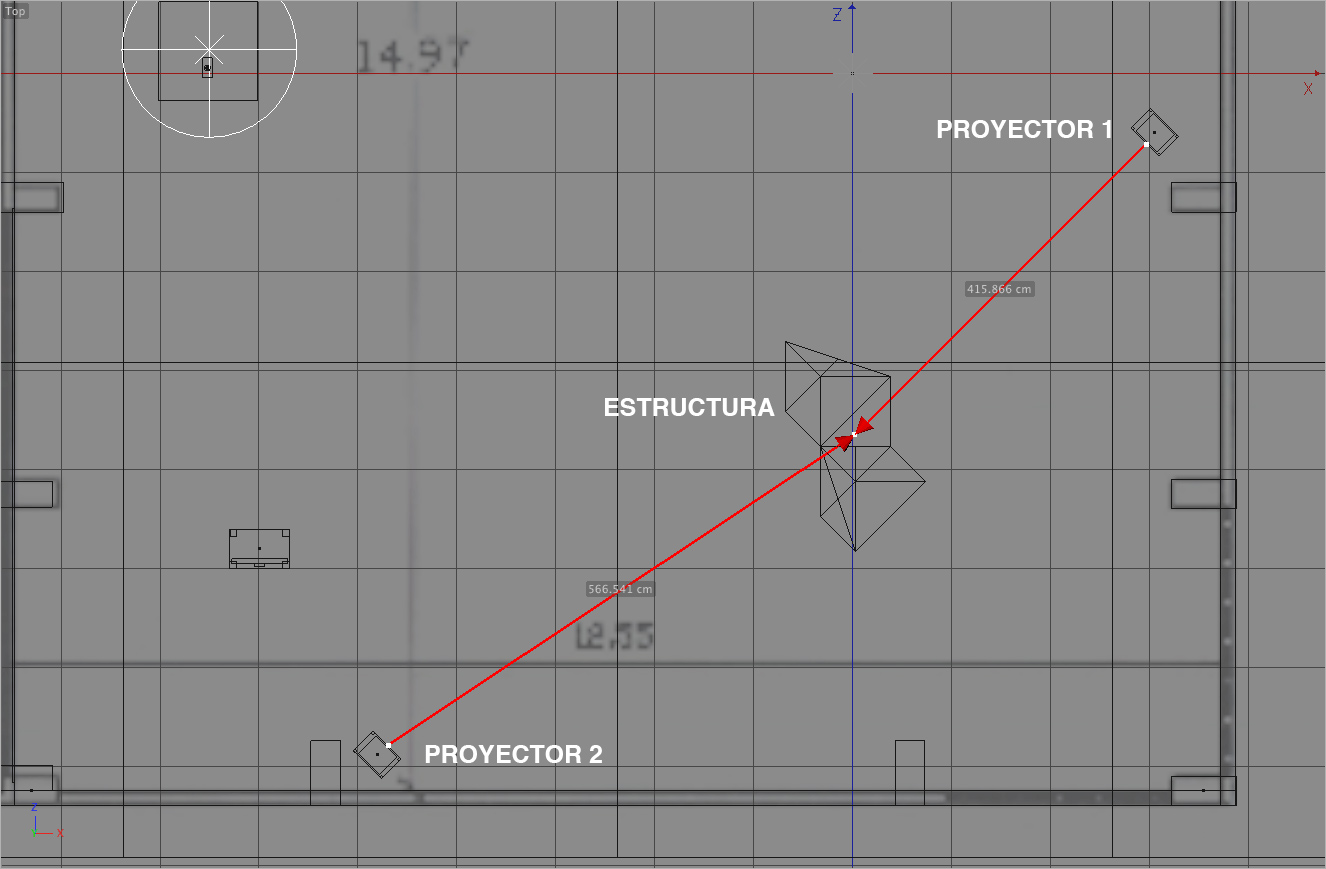 Top
14.97
Z
X
PROYECTOR 1
415.866 cm
ESTRUCTURA
566.541 cm
12,55
PROYECTOR 2
Z
X